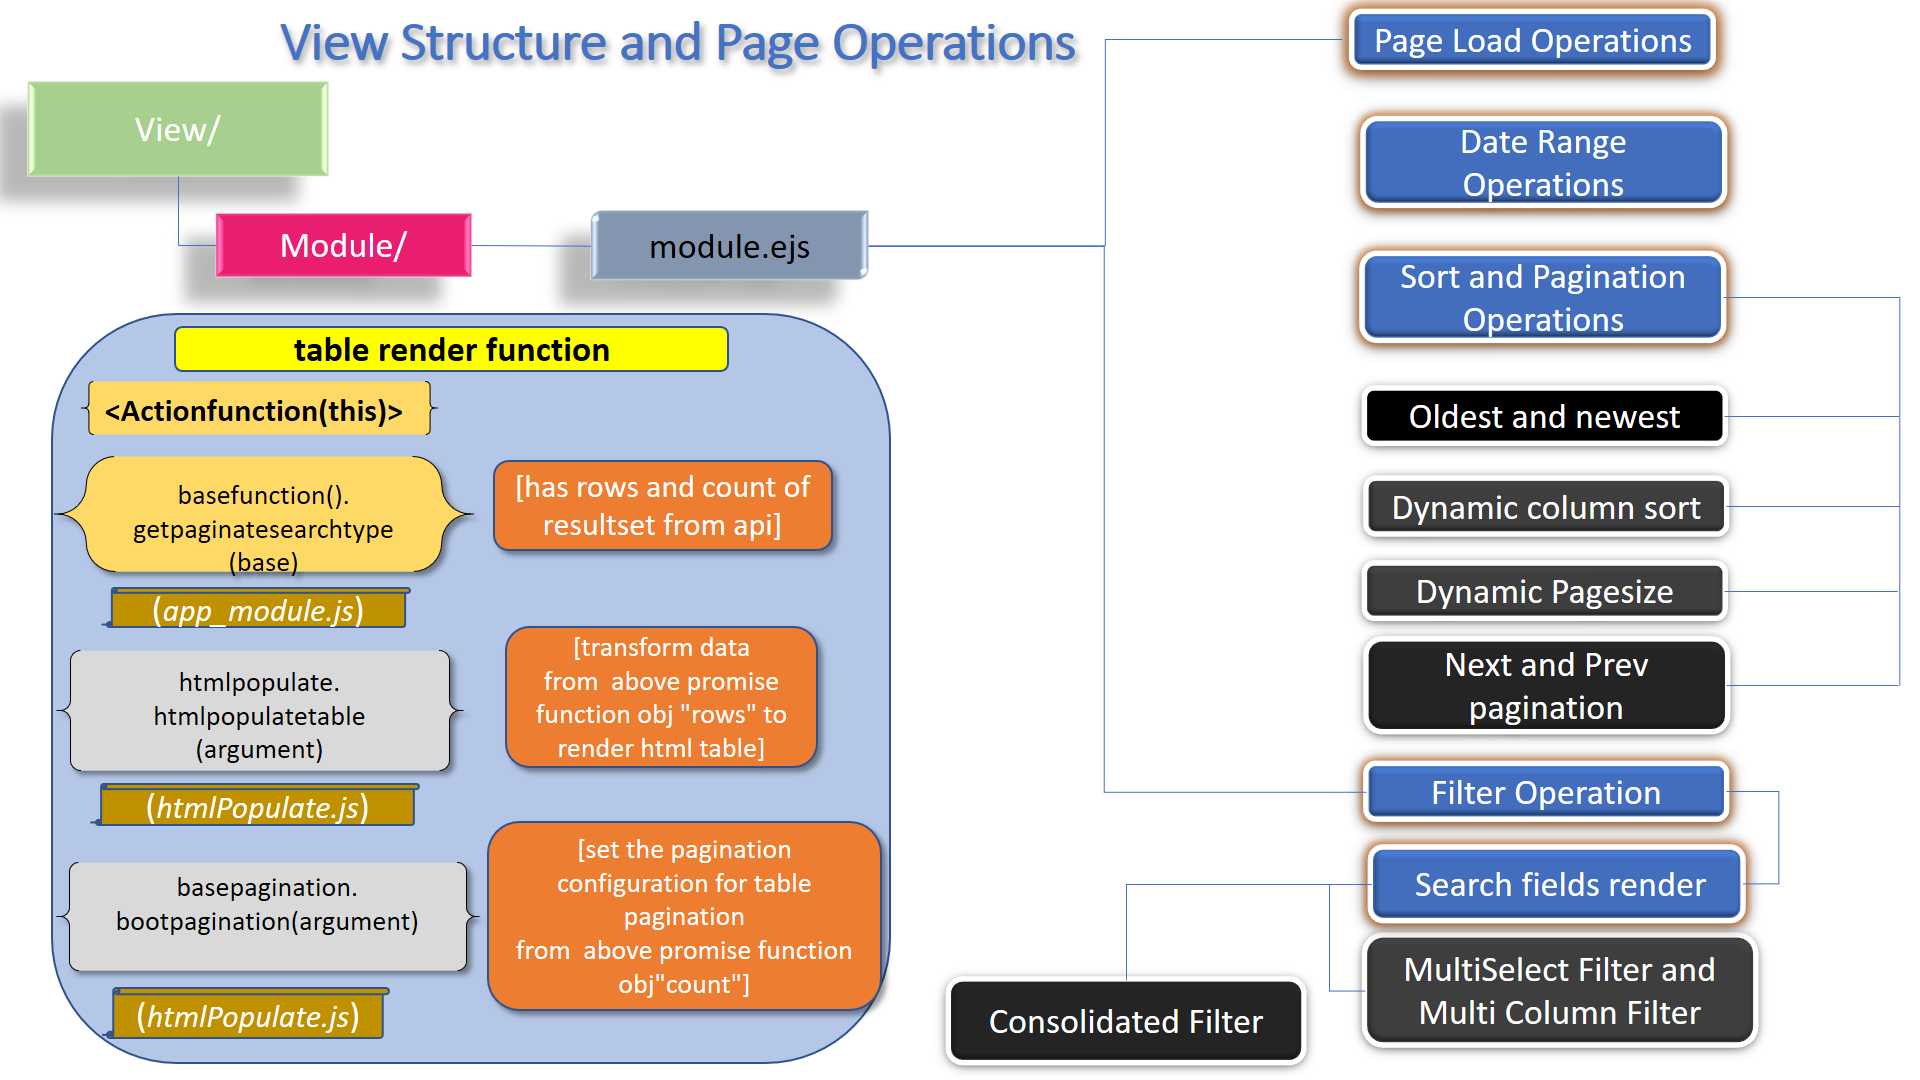 View Structure and Page Operations
View/
Module/
module.ejs
table render function
<Actionfunction(this)>
basefunction().
getpaginatesearchtype
(base)
[has rows and count of
resultset from api]
(app_module.js)
htmlpopulate.
htmlpopulatetable
(argument)
[transform data
from  above promise
function obj "rows" to
render html table]
(htmlPopulate.js)
basepagination.
bootpagination(argument)
[set the pagination
configuration for table
pagination
from  above promise function
obj"count"]
(htmlPopulate.js)
Page Load Operations
Date Range
Operations
Sort and Pagination
Operations
Oldest and newest
Dynamic column sort
Dynamic Pagesize
Next and Prev
pagination
Filter Operation
Search fields render
MultiSelect Filter and
Multi Column Filter
Consolidated Filter